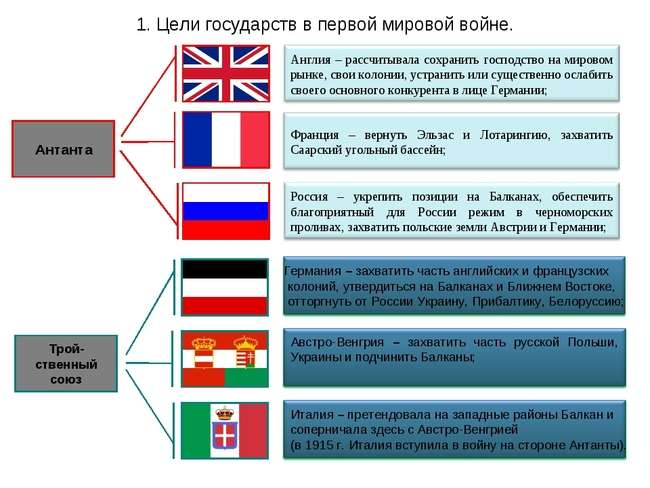 1. Цели государств в первой мировой войне.
Антанта
Англия – рассчитывала сохранить господство на мировом
рынке, свои колонии, устранить или существенно ослабить
своего основного конкурента в лице Германии;
Франция – вернуть Эльзас и Лотарингию, захватить
Саарский угольный бассейн;
Россия – укрепить позиции на Балканах, обеспечить
благоприятный для России режим в черноморских
проливах, захватить польские земли Австрии и Германии;
Трой-
ственный
союз
Германия – захватить часть английских и французских
колоний, утвердиться на Балканах и Ближнем Востоке,
отторгнуть от России Украину, Прибалтику, Белоруссию;
Австро-Венгрия – захватить часть русской Польши,
Украины и подчинить Балканы;
Италия – претендовала на западные районы Балкан и
соперничала здесь с Австро-Венгрией
(в 1915 г. Италия вступила в войну на стороне Антанты).